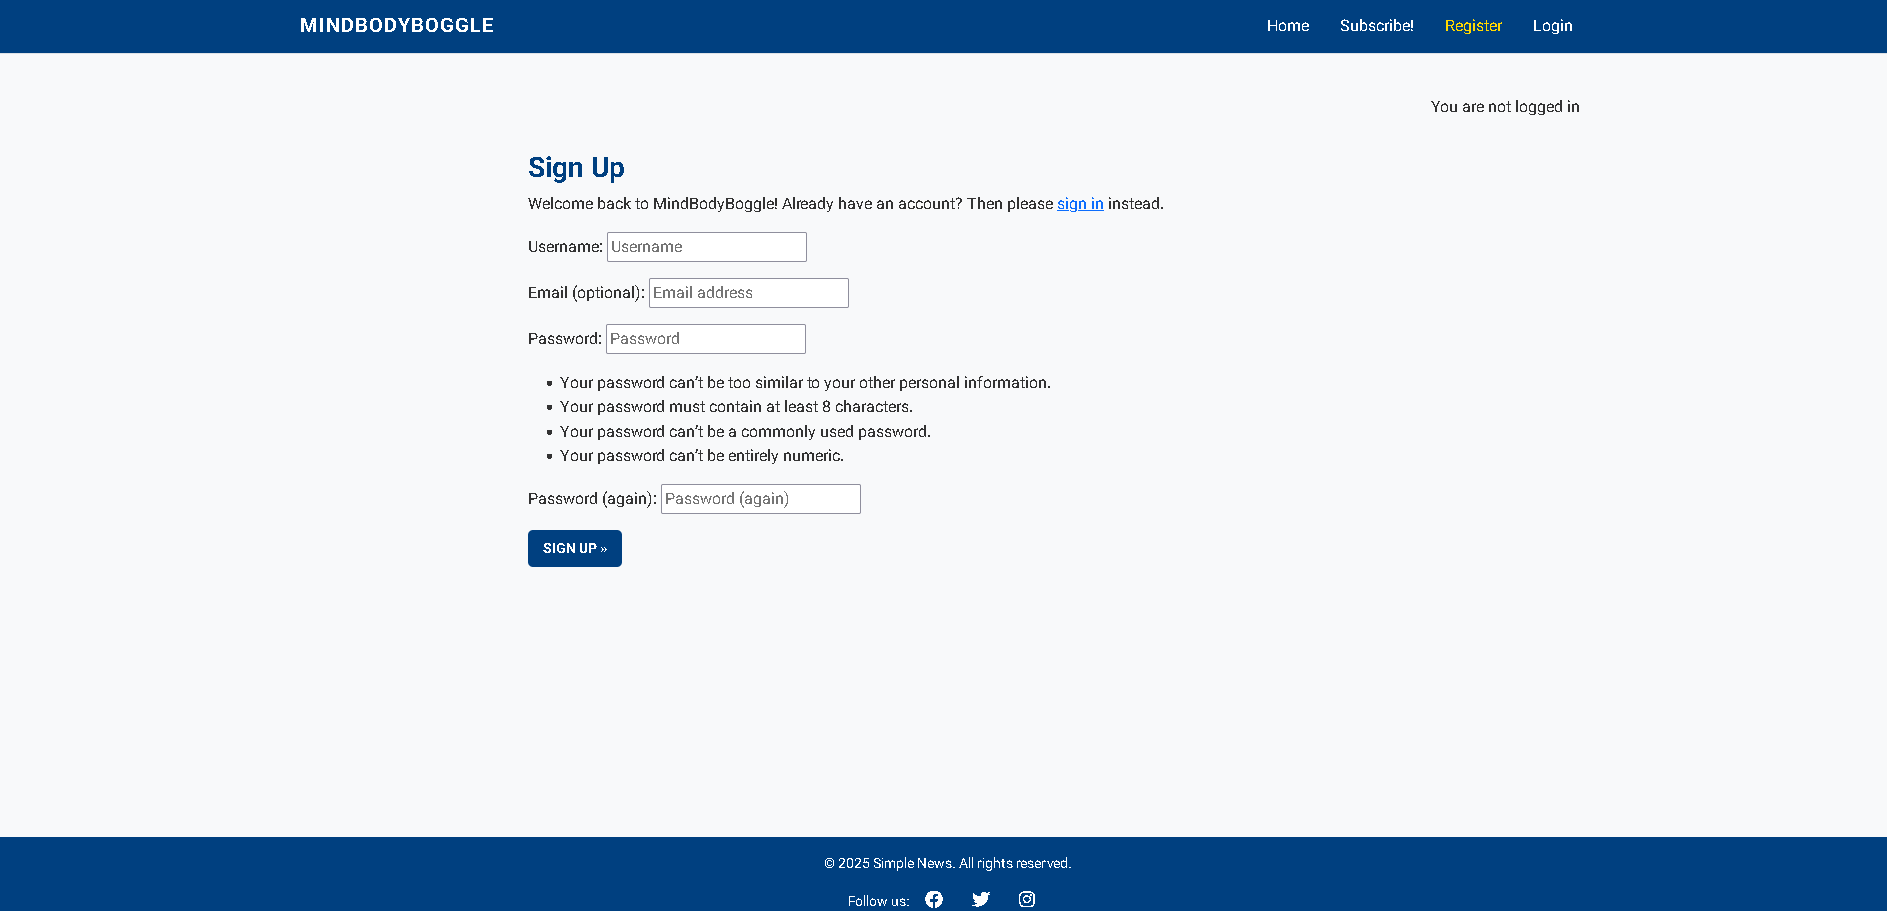 MINDBODYBOGGLE
Home Subscribe! Register Login
You are not logged in
Sign Up
Welcome back to MindBodyBoggle! Already have an account? Then please sign in instead.
Username: Username
Email (optional): Email address
Password: Password
• Your password can’t be too similar to your other personal information.
• Your password must contain at least 8 characters.
• Your password can’t be a commonly used password.
• Your password can’t be entirely numeric.
Password (again): Password (again)
SIGN UP »
© 2025 Simple News. All rights reserved.
Follow us: